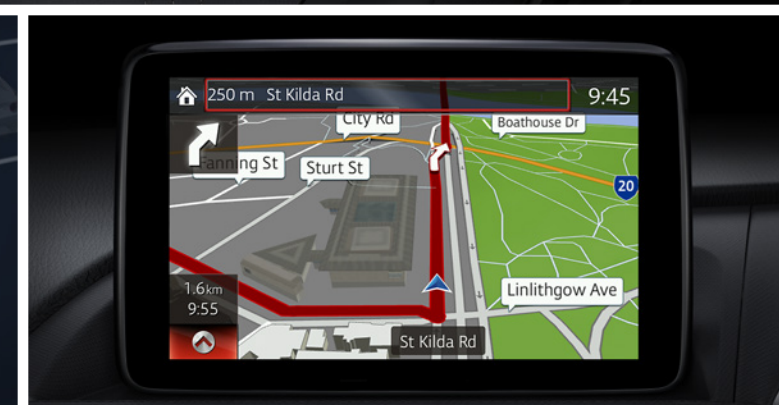 250 m St Kilda Rd
9:45
City Rd
Boathouse Dr
Fanning St
Sturt St
20
1.6km
9:55
Linlithgow Ave
St Kilda Rd